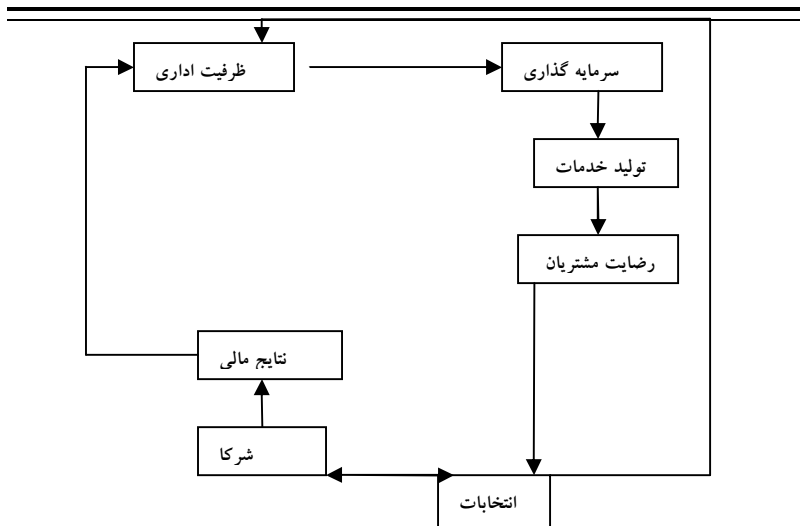 ظرفیت اداری
سرمایه گذاری
تولید خدمات
رضایت مشتریان
نتایج مالی
شرکا
انتخابات